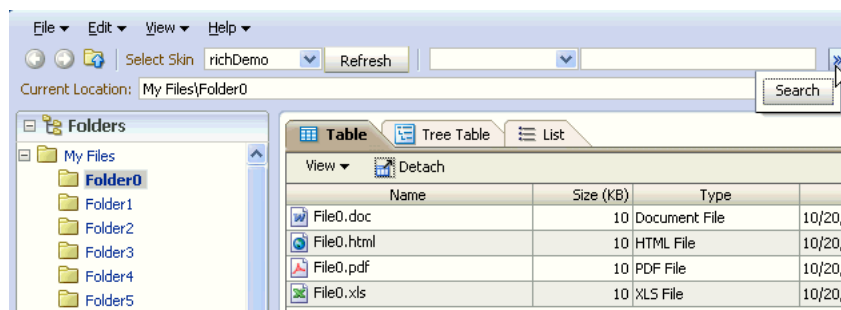 File Edit View Help
Select Skin richDemo Refresh
Current Location: My Files\Folder0
Search
Folders
My Files
Folder0
Folder1
Folder2
Folder3
Folder4
Folder5
Table Tree Table List
View Detach
Name Size (KB) Type
File0.doc 10 Document File 10/20,
File0.html 10 HTML File 10/20,
File0.pdf 10 PDF File 10/20,
File0.xls 10 XLS File 10/20,